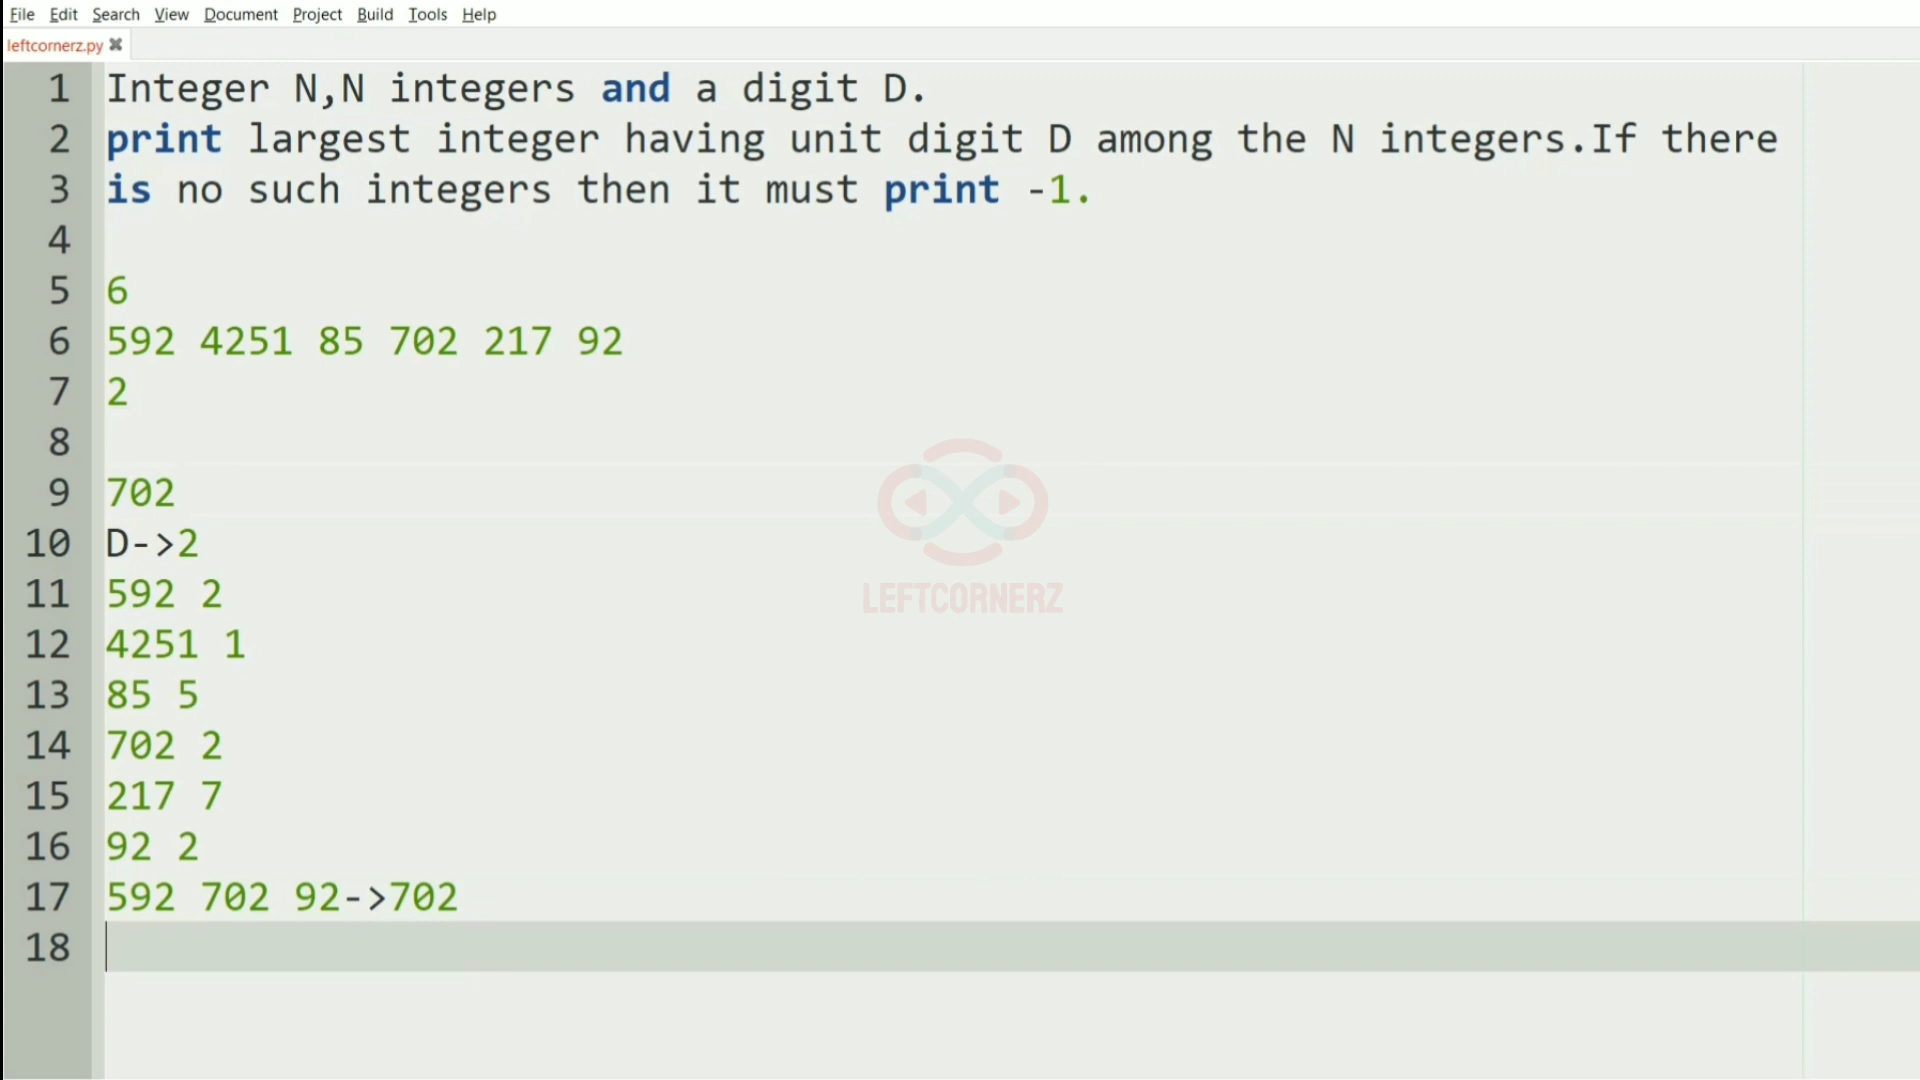 File Edit Search View Document Project Build Tools Help
leftcornerz.py
1 Integer N,N integers and a digit D.
2 print largest integer having unit digit D among the N integers.If there
3 is no such integers then it must print -1.
4
5 6
6 592 4251 85 702 217 92
7 2
8
9 702
10 D->2
11 592 2
12 4251 1
13 85 5
14 702 2
15 217 7
16 92 2
17 592 702 92->702
18
LEFTCORNERZ